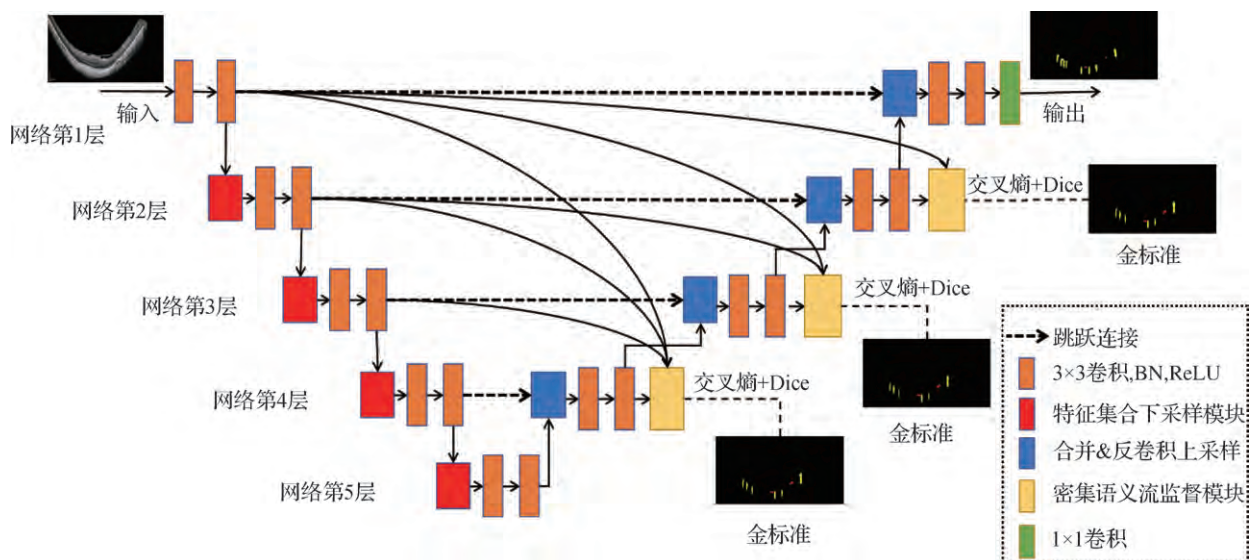 输入
输出
网络第1层
网络第2层
交叉熵+Dice
金标准
网络第3层
交叉熵+Dice
金标准
网络第4层
交叉熵+Dice
金标准
网络第5层
跳跃连接
3×3卷积,BN,ReLU
特征集合下采样模块
合并&反卷积上采样
密集语义流监督模块
1×1卷积